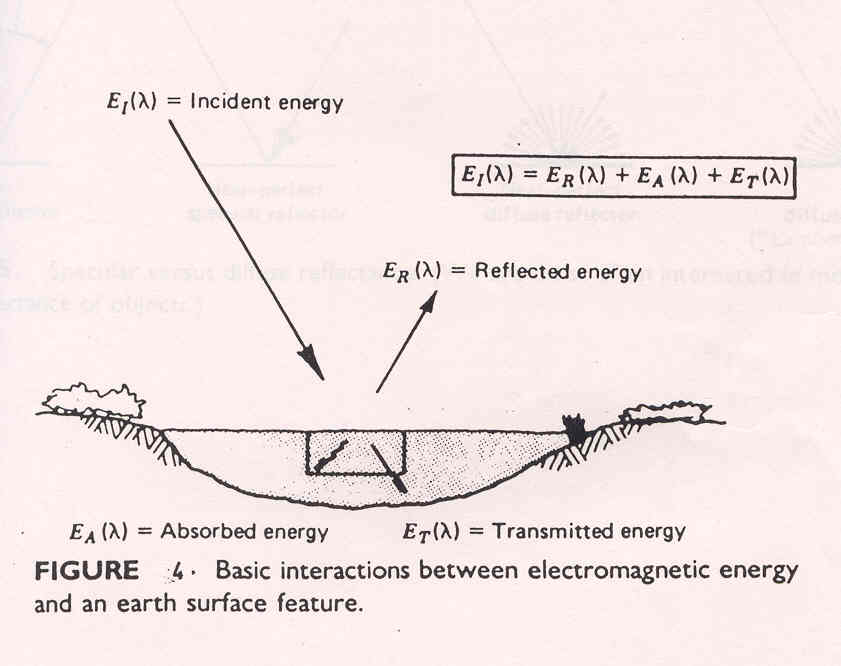 E_I(λ) = Incident energy
E_I(λ) = E_R(λ) + E_A(λ) + E_T(λ)
E_R(λ) = Reflected energy
E_A(λ) = Absorbed energy
E_T(λ) = Transmitted energy
FIGURE 4. Basic interactions between electromagnetic energy
and an earth surface feature.